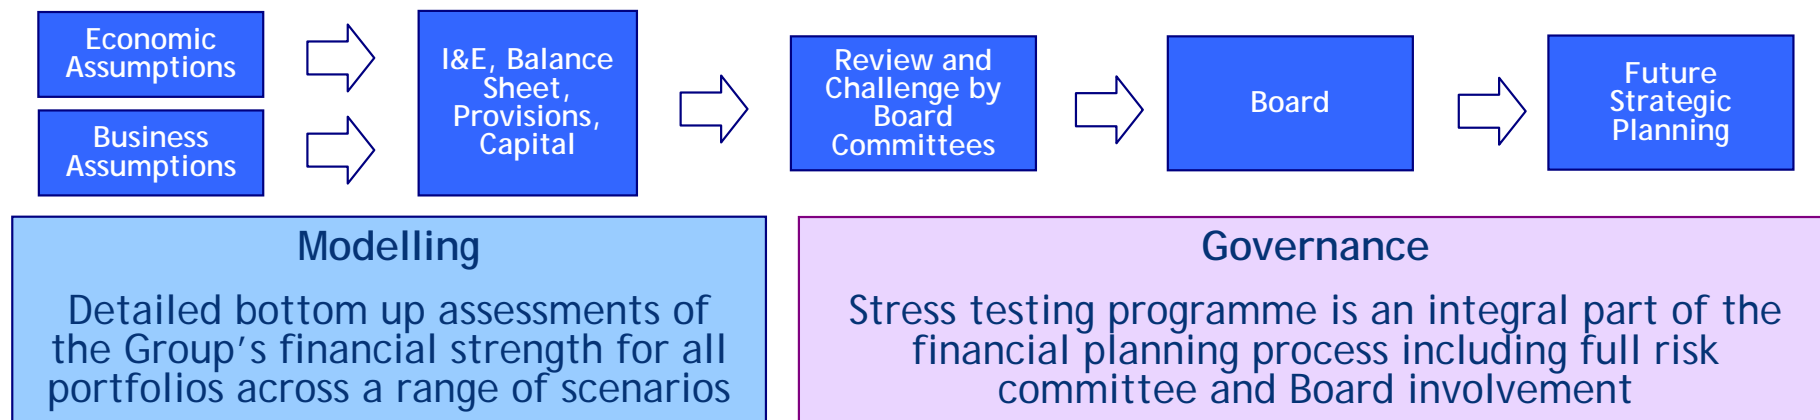 Economic
Assumptions
Business
Assumptions
I&E, Balance
Sheet,
Provisions,
Capital
Review and
Challenge by
Board
Committees
Board
Future
Strategic
Planning
Modelling
Detailed bottom up assessments of
the Group’s financial strength for all
portfolios across a range of scenarios
Governance
Stress testing programme is an integral part of the
financial planning process including full risk
committee and Board involvement